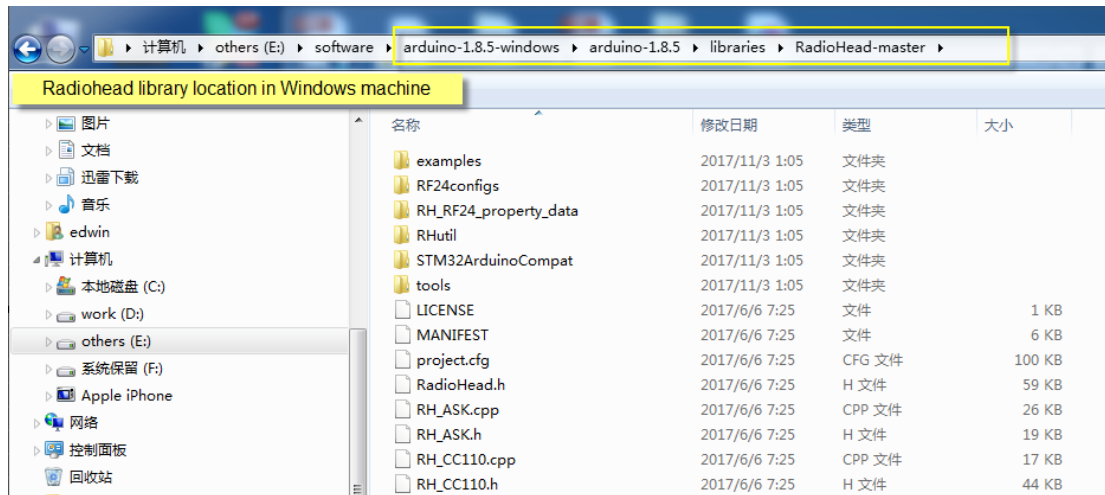 计算机 ▸ others (E:) ▸ software ▸ arduino-1.8.5-windows ▸ arduino-1.8.5 ▸ libraries ▸ RadioHead-master ▸
Radiohead library location in Windows machine
图片
文档
迅雷下载
音乐
edwin
计算机
本地磁盘 (C:)
work (D:)
others (E:)
系统保留 (F:)
Apple iPhone
网络
控制面板
回收站
名称 修改日期 类型 大小
examples 2017/11/3 1:05 文件夹
RF24configs 2017/11/3 1:05 文件夹
RH_RF24_property_data 2017/11/3 1:05 文件夹
RHutil 2017/11/3 1:05 文件夹
STM32ArduinoCompat 2017/11/3 1:05 文件夹
tools 2017/11/3 1:05 文件夹
LICENSE 2017/6/6 7:25 文件 1 KB
MANIFEST 2017/6/6 7:25 文件 6 KB
project.cfg 2017/6/6 7:25 CFG 文件 100 KB
RadioHead.h 2017/6/6 7:25 H 文件 59 KB
RH_ASK.cpp 2017/6/6 7:25 CPP 文件 26 KB
RH_ASK.h 2017/6/6 7:25 H 文件 19 KB
RH_CC110.cpp 2017/6/6 7:25 CPP 文件 17 KB
RH_CC110.h 2017/6/6 7:25 H 文件 44 KB